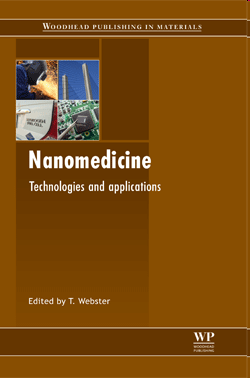 WOODHEAD PUBLISHING IN MATERIALS
Nanomedicine
Technologies and applications
Edited by T. Webster
WP
WOODHEAD
PUBLISHING